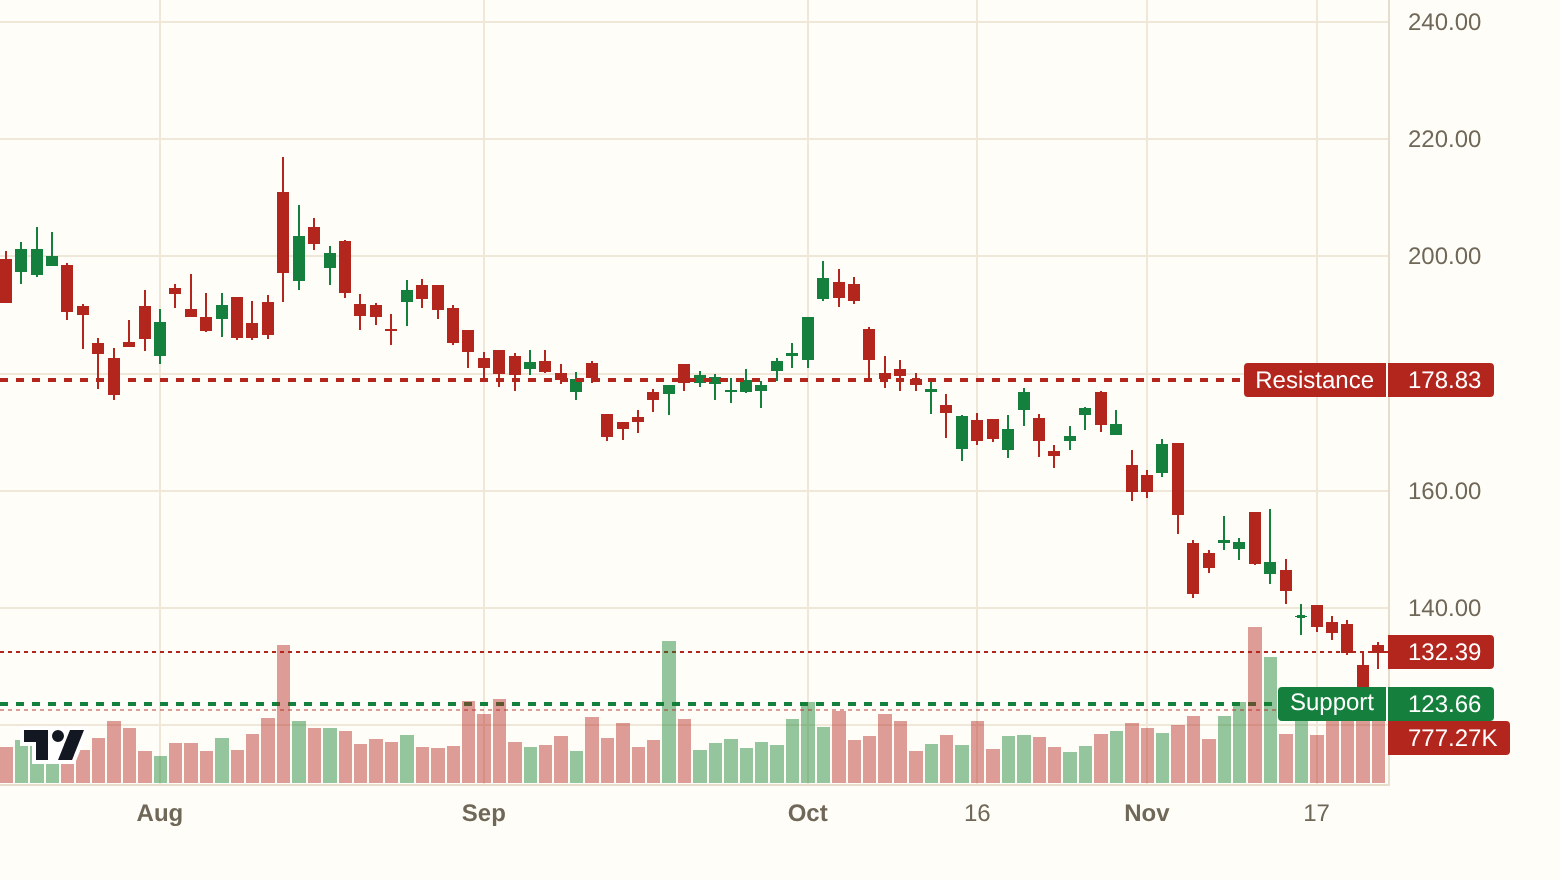 240.00
220.00
200.00
Resistance 178.83
160.00
140.00
132.39
Support 123.66
777.27K
Aug Sep Oct 16 Nov 17